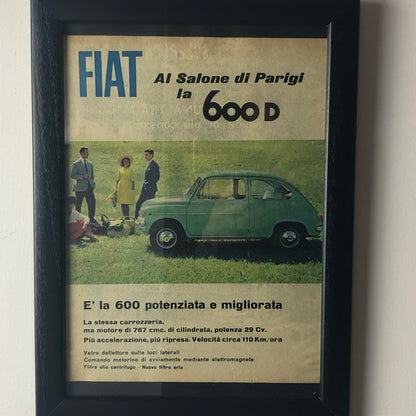 FIAT
Al Salone di Parigi
la 600 D
E' la 600 potenziata e migliorata
La stessa carrozzeria,
ma motore di 767 cmc. di cilindrata, potenza 29 Cv.
Più accelerazione, più ripresa. Velocità circa 110 Km/ora
Vetro deflettore sulle luci laterali
Comando motorino di avviamento mediante elettromagnete
Filtro olio centrifugo - Nuovo filtro aria